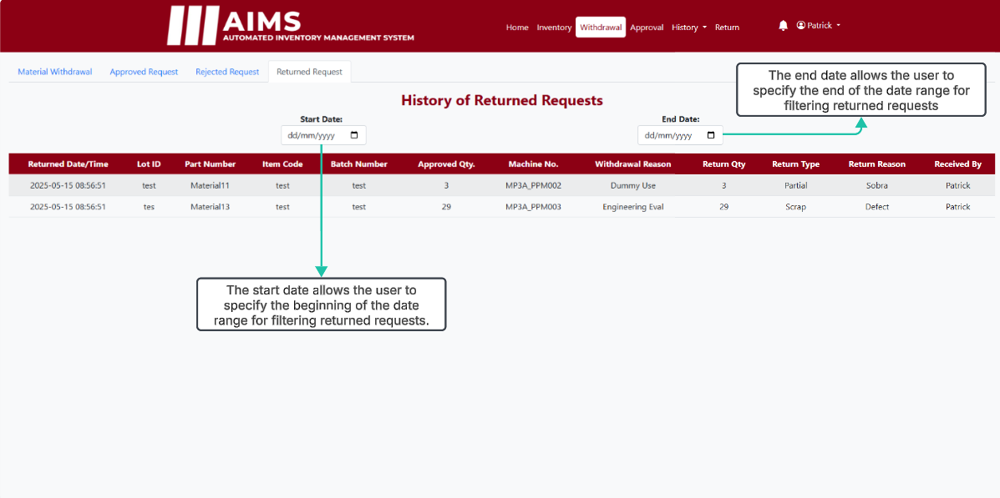 AIMS
AUTOMATED INVENTORY MANAGEMENT SYSTEM
Home Inventory Withdrawal Approval History Return Patrick
Material Withdrawal Approved Request Rejected Request Returned Request
The end date allows the user to
specify the end of the date range for
filtering returned requests
History of Returned Requests
Start Date: End Date:
dd/mm/yyyy dd/mm/yyyy
Returned Date/Time Lot ID Part Number Item Code Batch Number Approved Qty. Machine No. Withdrawal Reason Return Qty Return Type Return Reason Received By
2025-05-15 08:56:51 test Material11 test test 3 MP3A_PPM002 Dummy Use 3 Partial Sobra Patrick
2025-05-15 08:56:51 tes Material13 test test 29 MP3A_PPM003 Engineering Eval 29 Scrap Defect Patrick
The start date allows the user to
specify the beginning of the date
range for filtering returned requests.